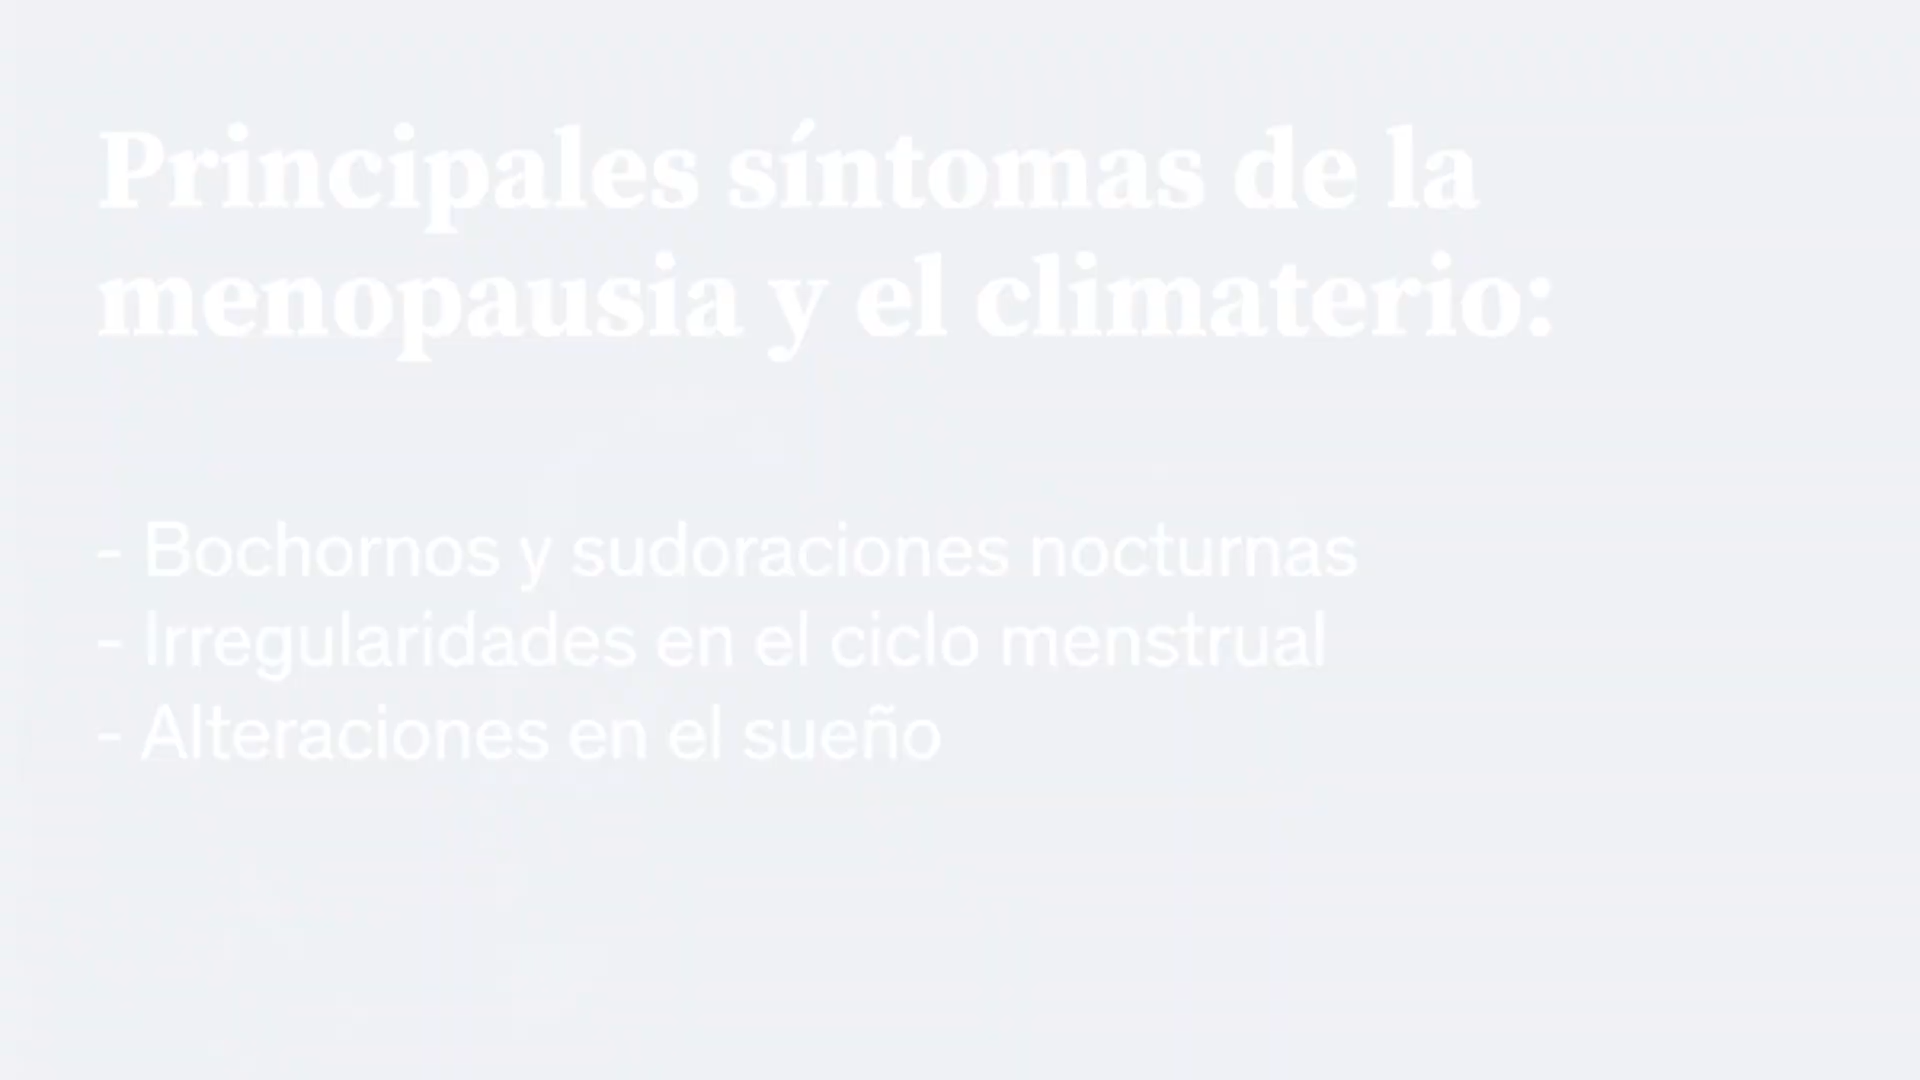 Principales síntomas de la
menopausia y el climaterio:
- Bochornos y sudoraciones nocturnas
- Irregularidades en el ciclo menstrual
- Alteraciones en el sueño